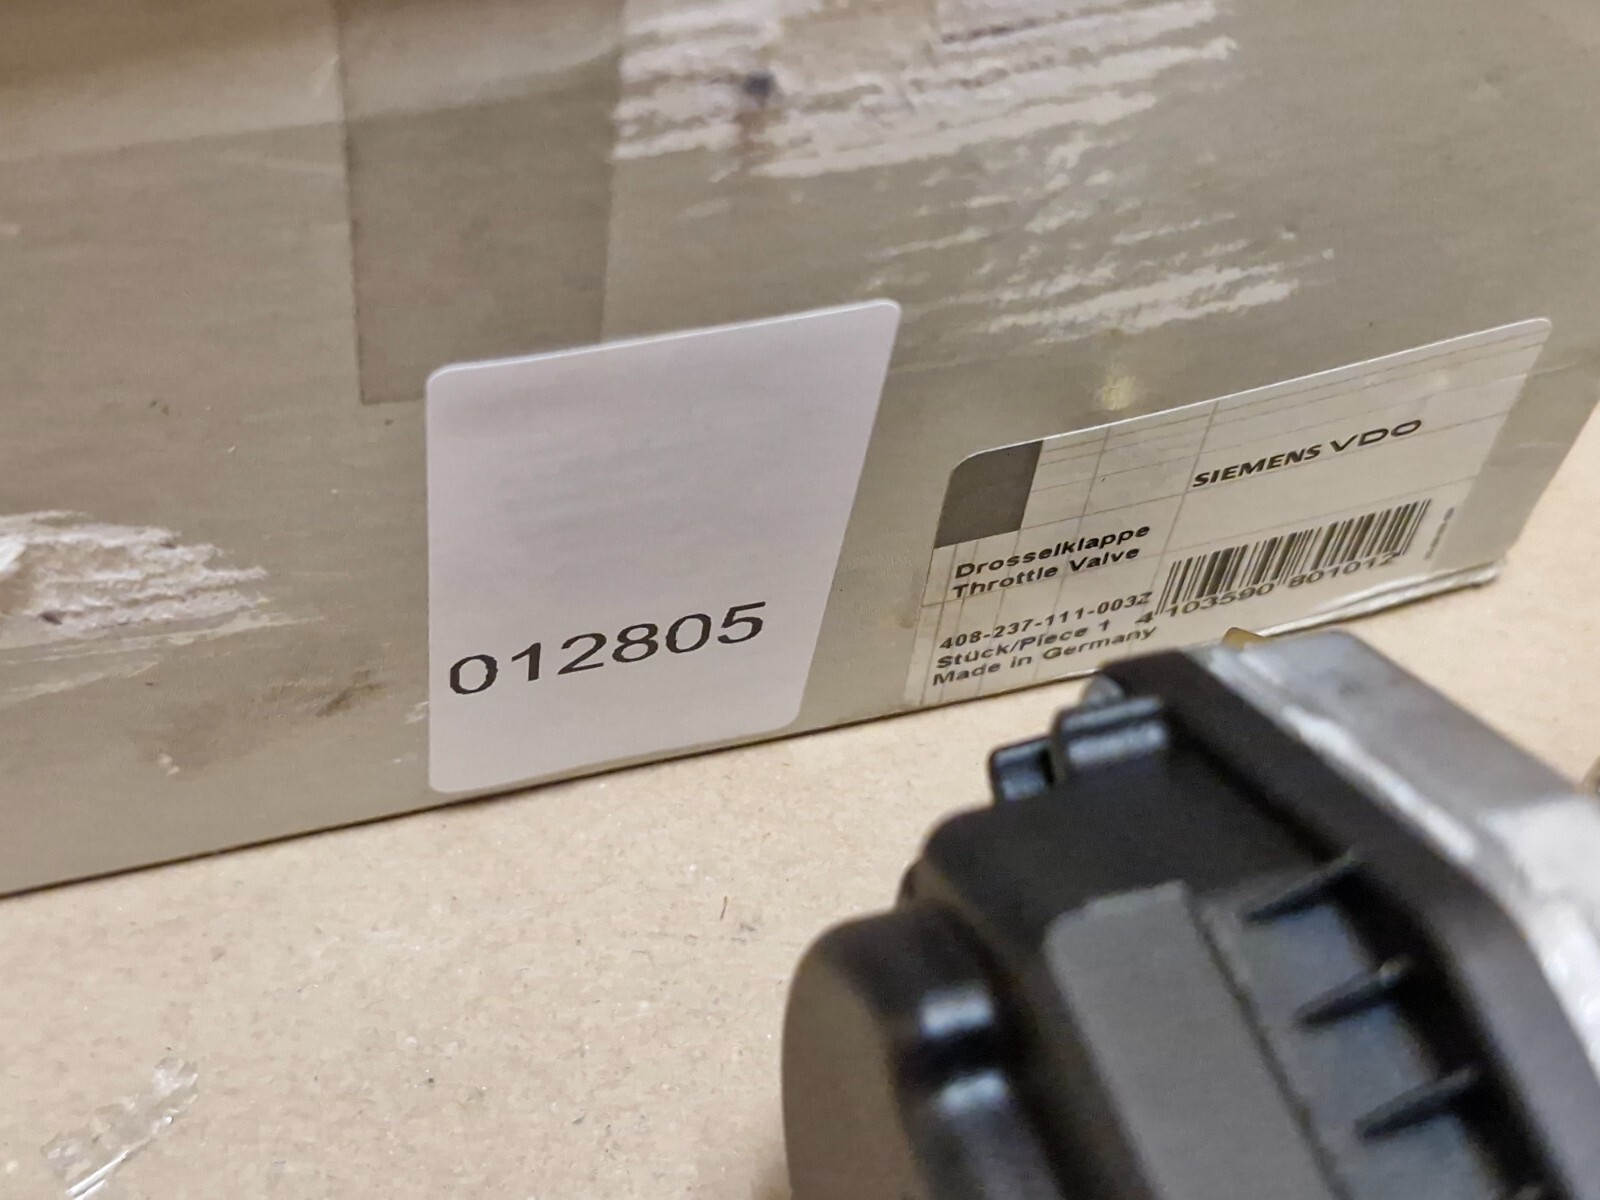 012805
SIEMENS VDO
Drosselklappe
Throttle Valve
408-237-111-003Z
Stück/Piece 1
Made in Germany
4 103590 801012